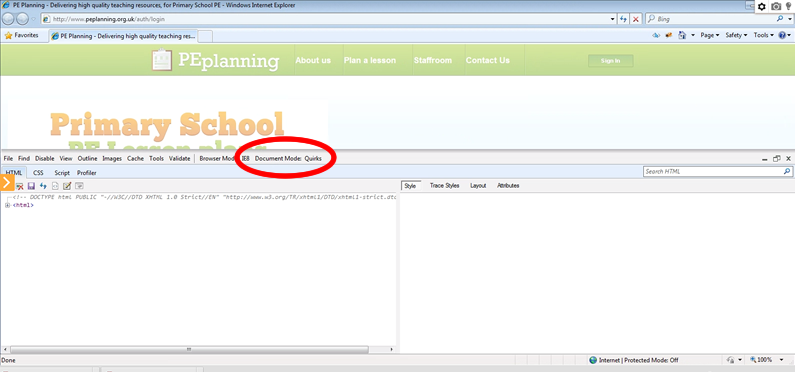 PE Planning - Delivering high quality teaching resources, for Primary School PE - Windows Internet Explorer
http://www.peplanning.org.uk/auth/login
Bing
Favorites
PE Planning - Delivering high quality teaching res...
Page
Safety
Tools
PEplanning
About us
Plan a lesson
Staffroom
Contact Us
Sign In
Primary School
PE Lesson plans
File Find Disable View Outline Images Cache Tools Validate Browser Mod IE8 Document Mode: Quirks
HTML CSS Script Profiler
Search HTML
Style Trace Styles Layout Attributes
<!-- DOCTYPE html PUBLIC "-//W3C//DTD XHTML 1.0 Strict//EN" "http://www.w3.org/TR/xhtml1/DTD/xhtml1-strict.dtd
<html>
Done
Internet | Protected Mode: Off
100%